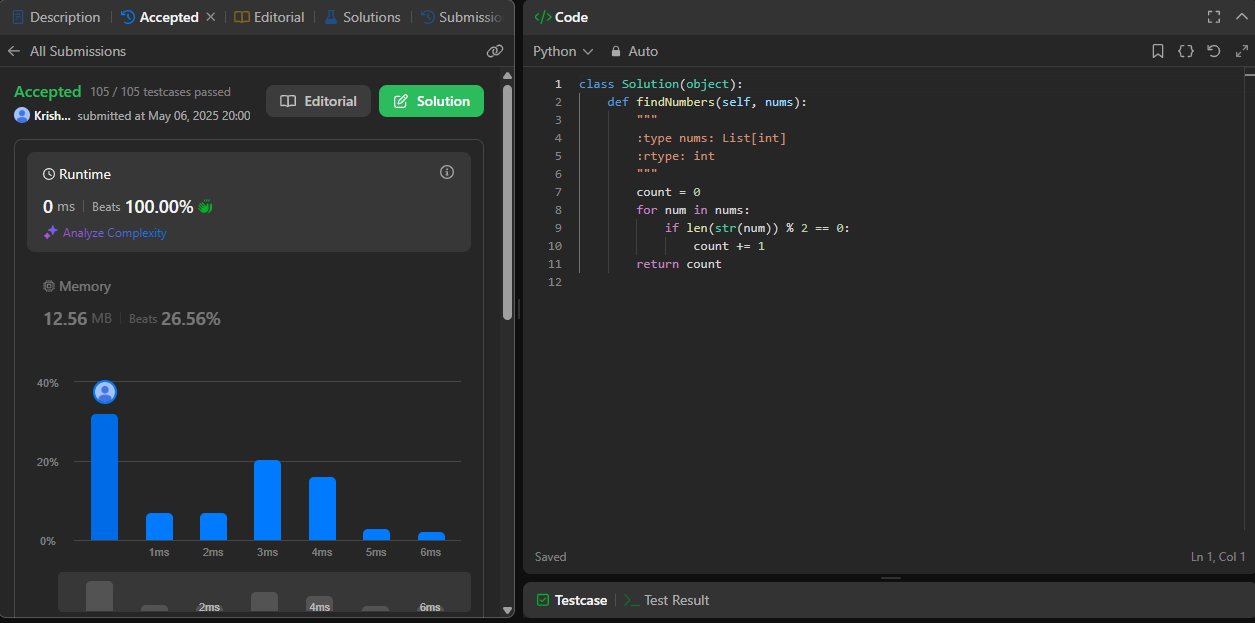 Description Accepted Editorial Solutions Submissio
All Submissions
Accepted 105 / 105 testcases passed
Krish... submitted at May 06, 2025 20:00
Editorial
Solution
Runtime
0 ms Beats 100.00%
Analyze Complexity
Memory
12.56 MB Beats 26.56%
40%
20%
0%
1ms 2ms 3ms 4ms 5ms 6ms
2ms 4ms 6ms
</> Code
Python Auto
1 class Solution(object):
2     def findNumbers(self, nums):
3         """
4         :type nums: List[int]
5         :rtype: int
6         """
7         count = 0
8         for num in nums:
9             if len(str(num)) % 2 == 0:
10                 count += 1
11         return count
12
Saved Ln 1, Col 1
Testcase >_ Test Result